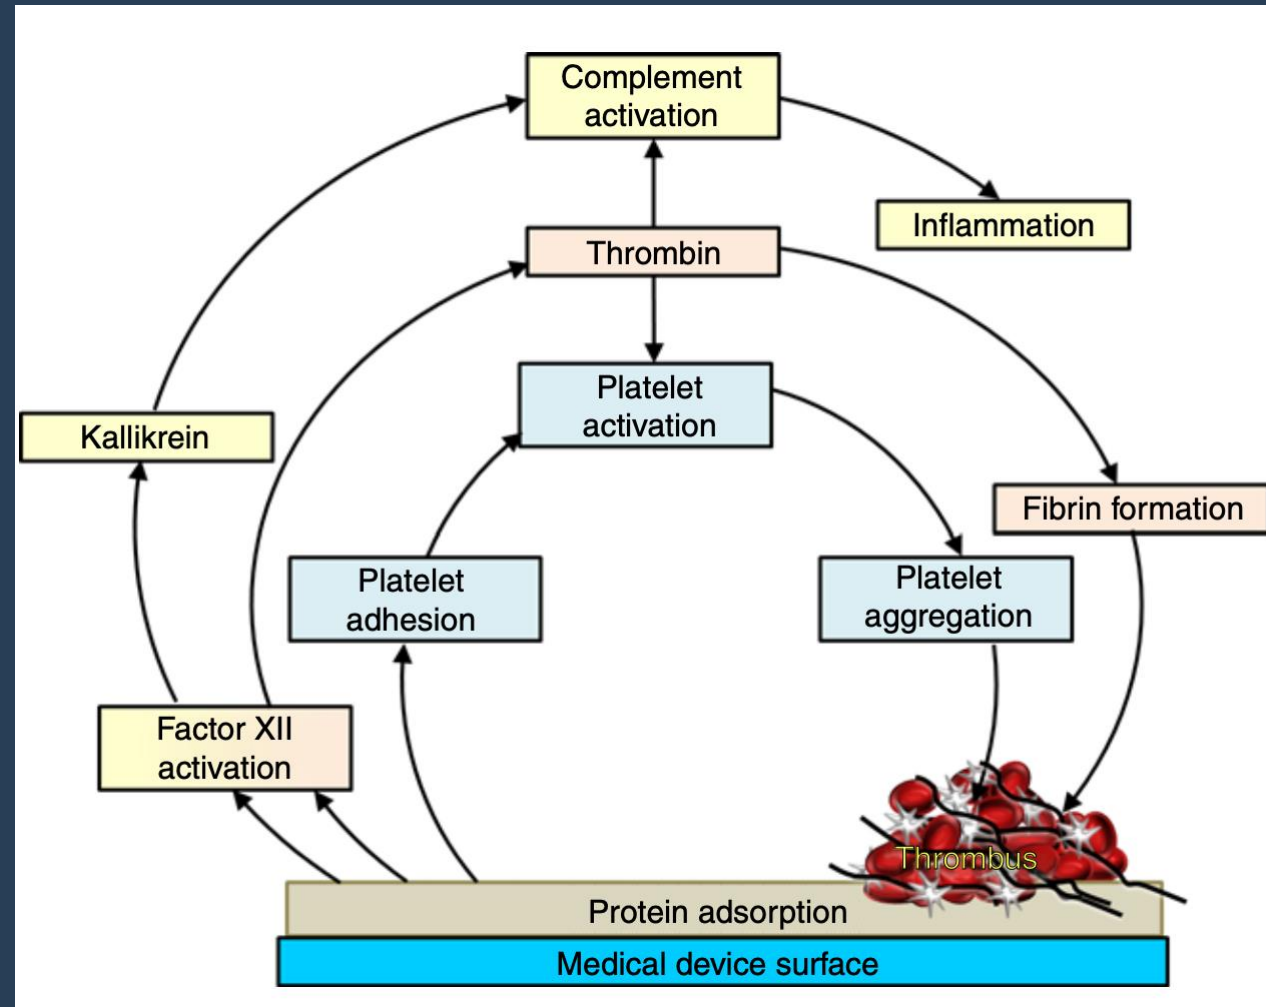 Complement
activation
Inflammation
Thrombin
Platelet
activation
Kallikrein
Fibrin formation
Platelet
adhesion
Platelet
aggregation
Factor XII
activation
Thrombus
Protein adsorption
Medical device surface